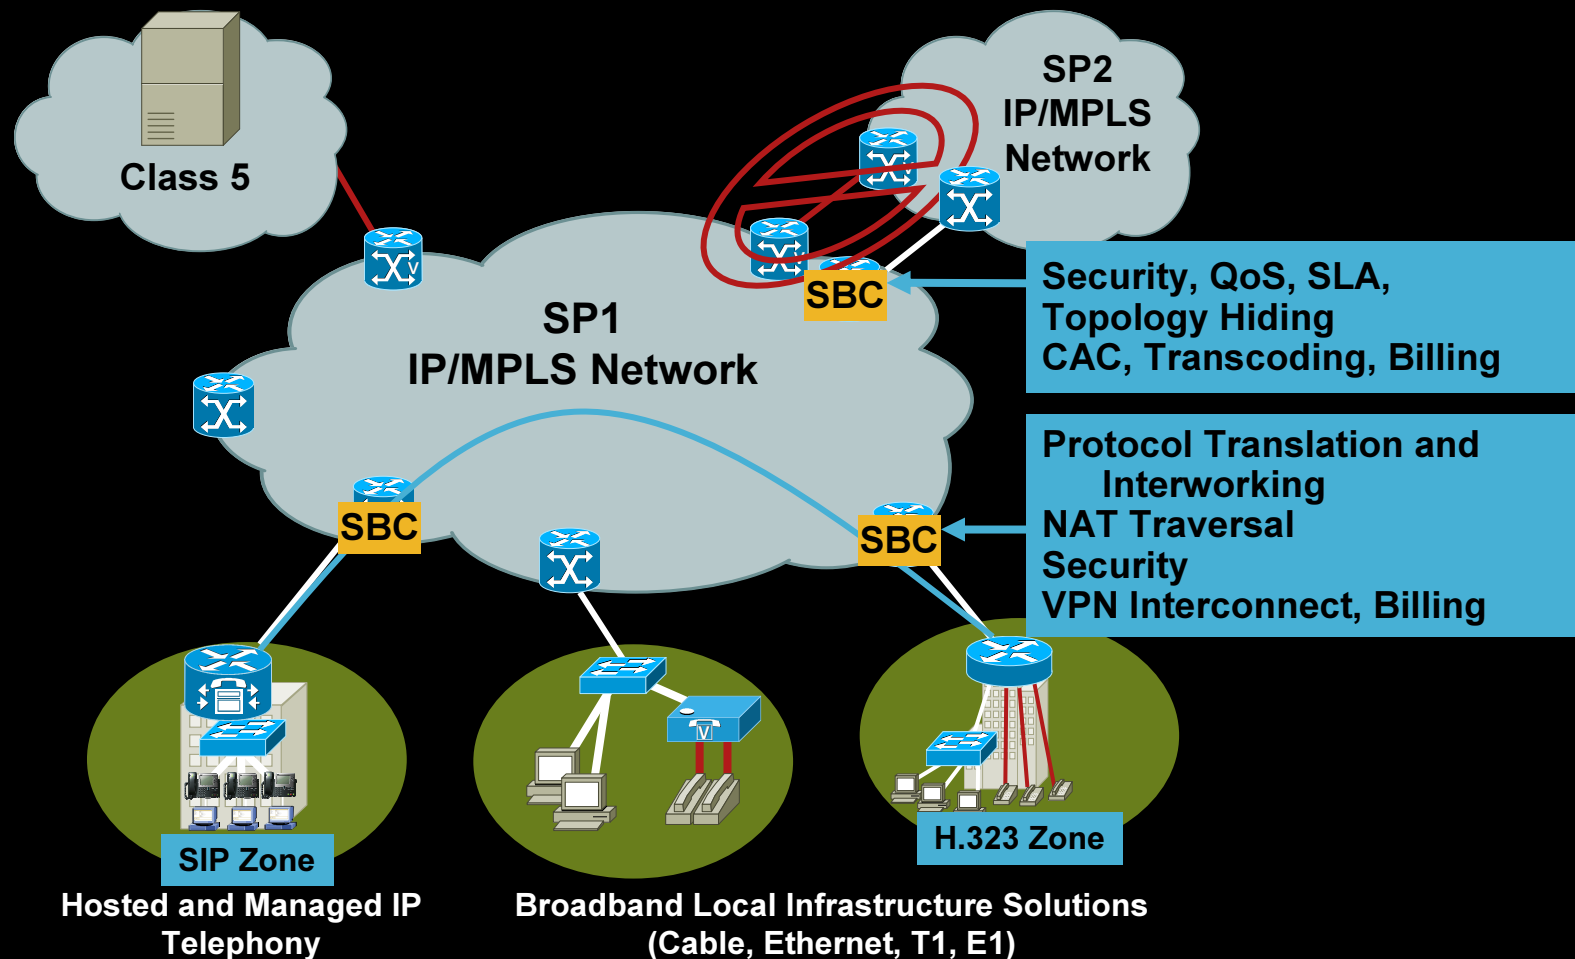 Class 5
SP2
IP/MPLS
Network
V
V
V
SBC
Security, QoS, SLA,
Topology Hiding
CAC, Transcoding, Billing
SP1
IP/MPLS Network
Protocol Translation and
Interworking
NAT Traversal
Security
VPN Interconnect, Billing
SBC
SBC
V
SIP Zone
H.323 Zone
Hosted and Managed IP
Telephony
Broadband Local Infrastructure Solutions
(Cable, Ethernet, T1, E1)